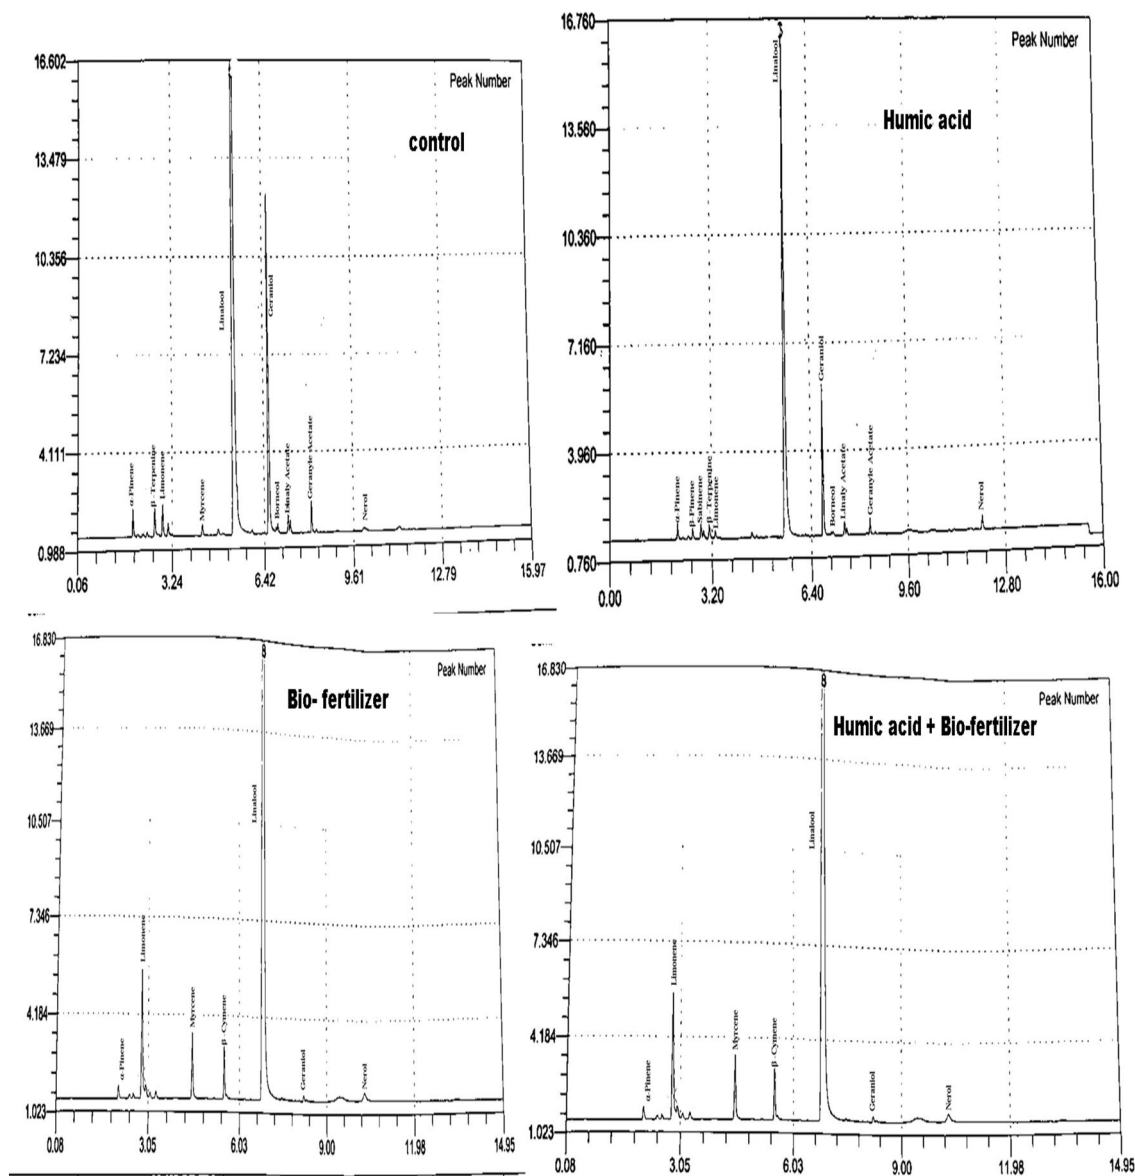 16.602
Peak Number
control
13.479
10.356
7.234
4.111
0.988
α-Pinene
β-Terpenine
Limonene
Myrcene
Linalool
Geraniol
Borneol
Linaly Acetate
Geranyle Acetate
Nerol
0.06 3.24 6.42 9.61 12.79 15.97
16.760
Peak Number
Humic acid
13.560
10.360
7.160
3.960
0.760
α-Pinene
β-Pinene
Sabinene
β-Terpenine
Limonene
Linalool
Geraniol
Borneol
Linaly Acetate
Geranyle Acetate
Nerol
0.00 3.20 6.40 9.60 12.80 16.00
16.830
Peak Number
Bio- fertilizer
13.669
10.507
7.346
4.184
1.023
α-Pinene
Limonene
Myrcene
β-Cymene
Linalool
Geraniol
Nerol
0.08 3.05 6.03 9.00 11.98 14.95
16.830
Peak Number
Humic acid + Bio-fertilizer
13.669
10.507
7.346
4.184
1.023
α-Pinene
Limonene
Myrcene
β-Cymene
Linalool
Geraniol
Nerol
0.08 3.05 6.03 9.00 11.98 14.95